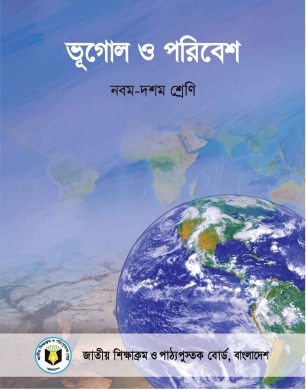 ভূগোল ও পরিবেশ
নবম-দশম শ্রেণি
জাতীয় শিক্ষাক্রম ও পাঠ্যপুস্তক বোর্ড, বাংলাদেশ